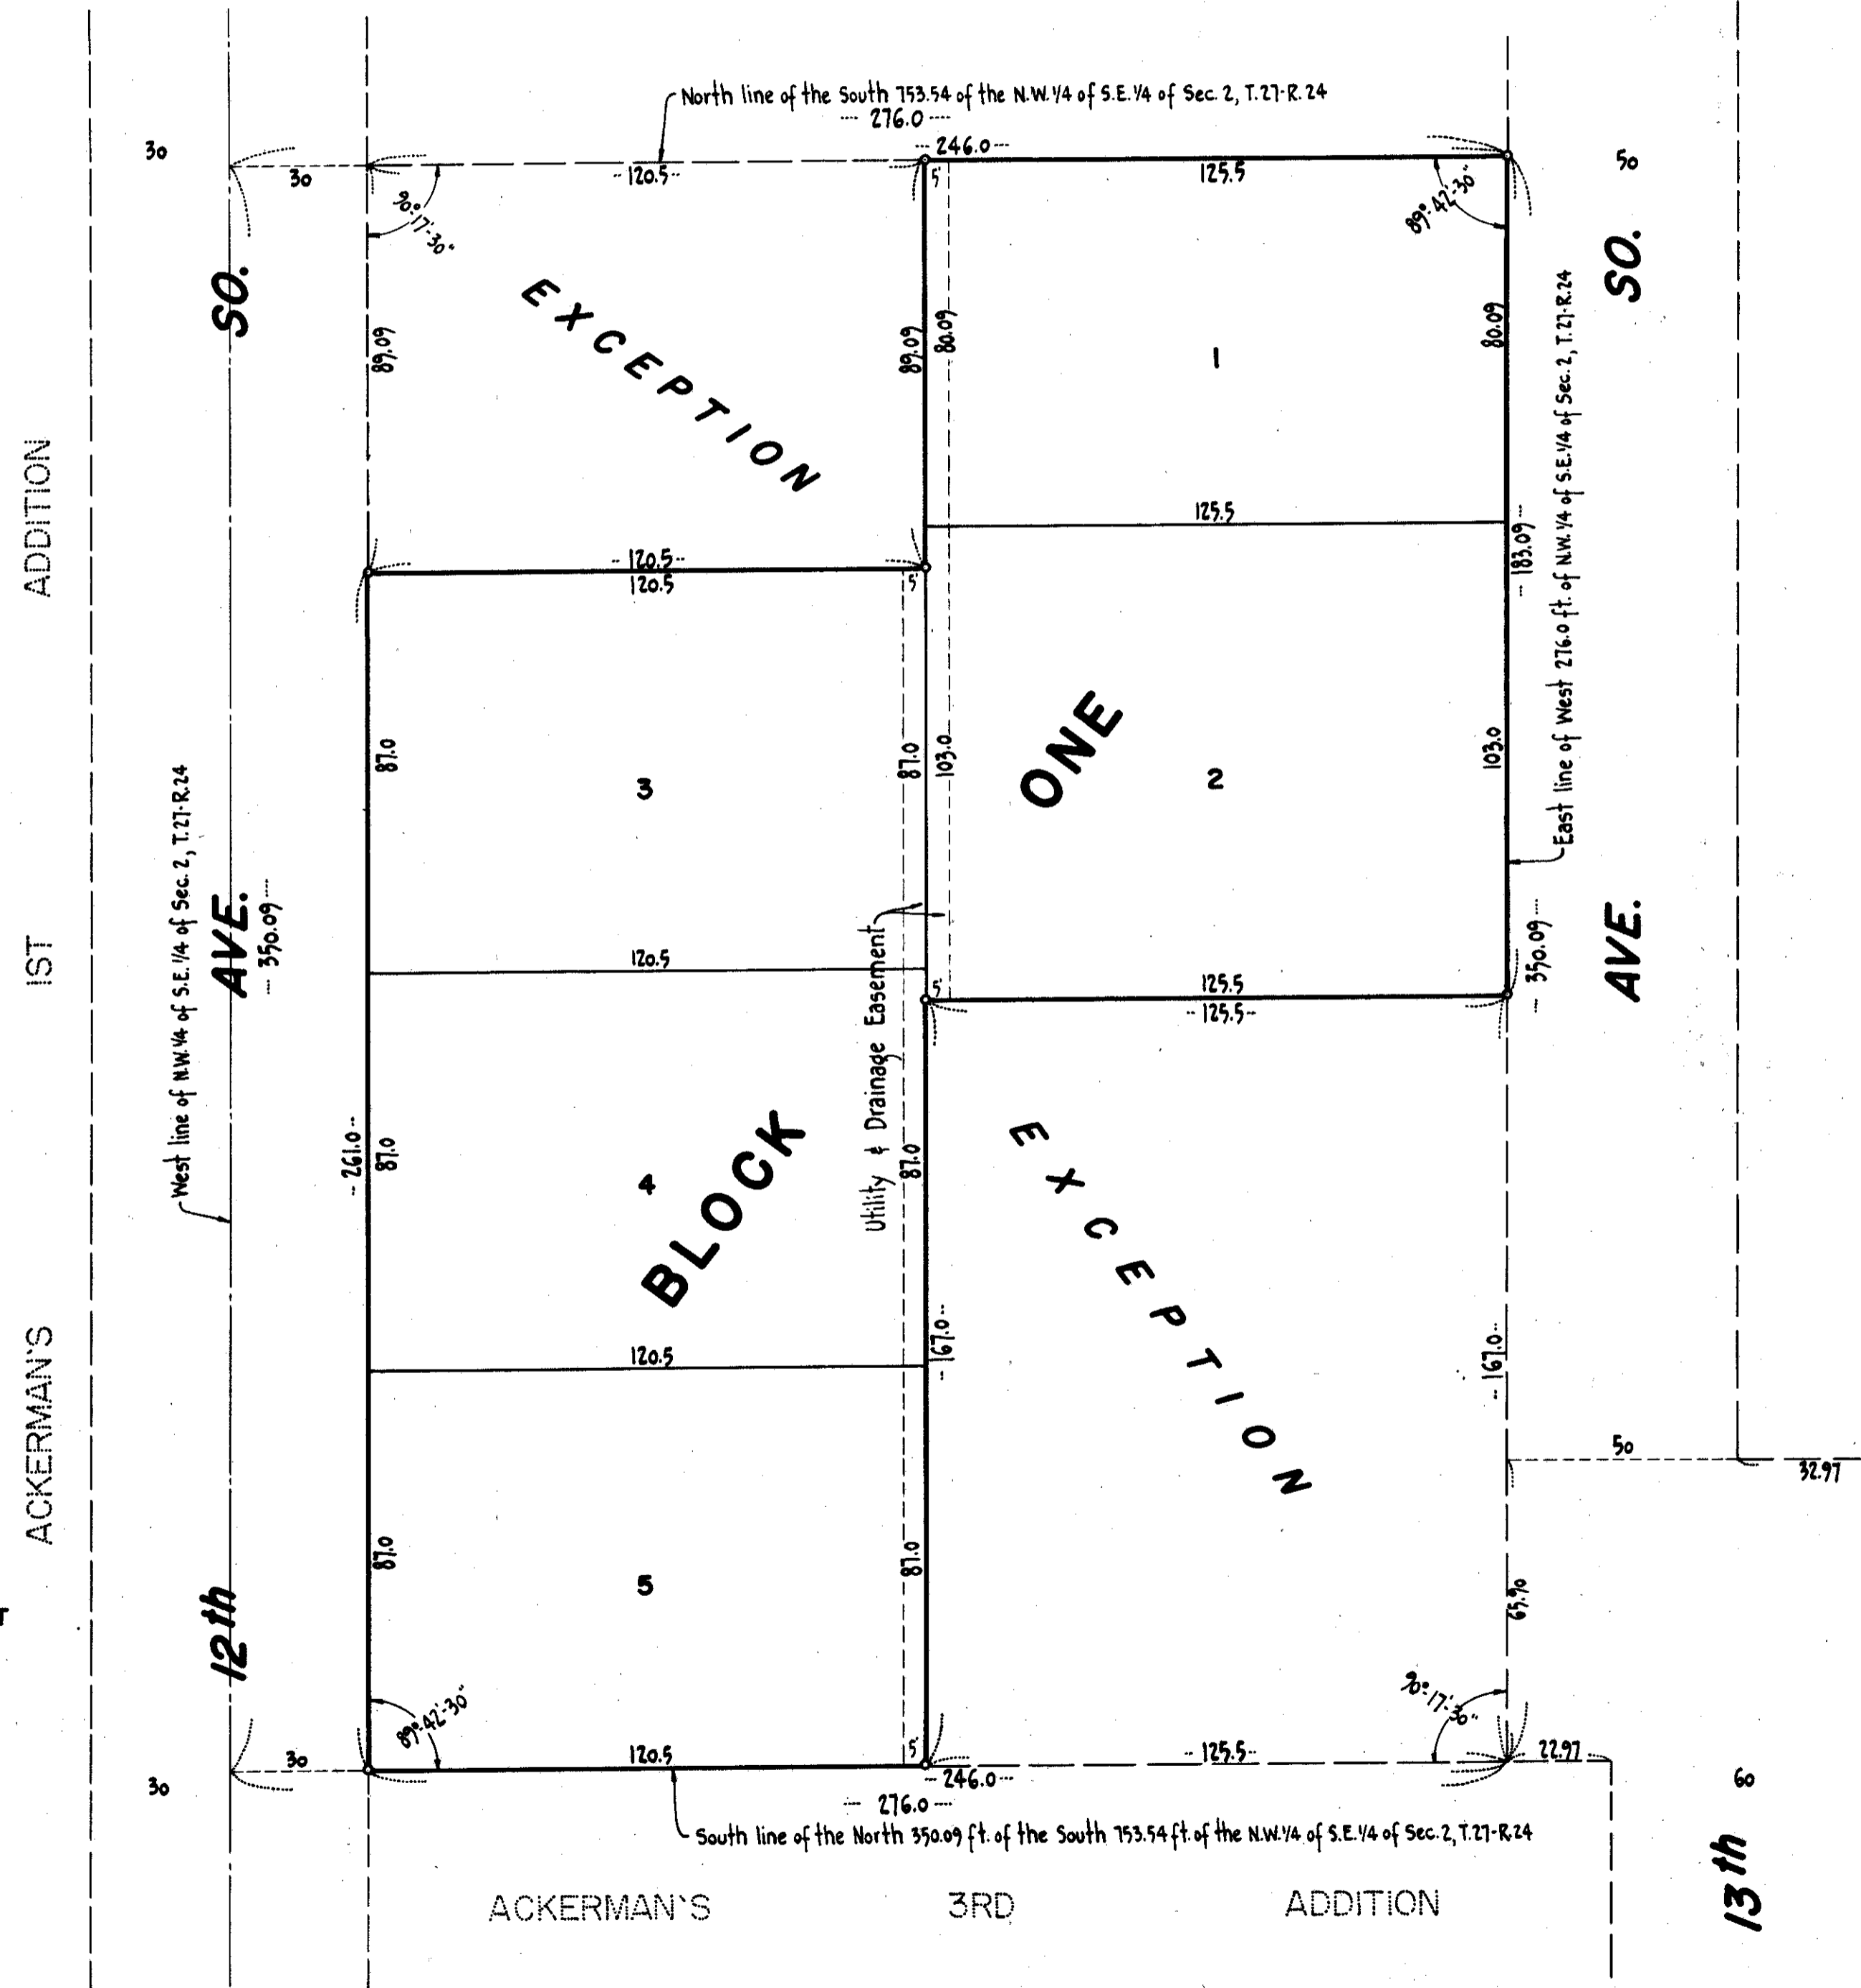 North line of the South 753.54 of the N.W.1/4 of S.E.1/4 of Sec. 2, T.27-R.24
--- 276.0 ---
-- 246.0 ---
30
30
-- 120.5 --
5
125.5
50
90°-17'-30"
89°-42'-30"
SO.
SO.
EXCEPTION
89.09
89.09
80.09
80.09
1
East line of West 276.0 ft. of N.W.1/4 of S.E.1/4 of Sec. 2, T.27-R.24
ADDITION
125.5
-- 183.09 --
-- 120.5 --
120.5
5
ONE
87.0
87.0
103.0
103.0
3
2
West line of N.W.1/4 of S.E.1/4 of Sec. 2, T.27-R.24
1ST
AVE.
-- 350.09 --
120.5
Utility & Drainage Easement
5
125.5
-- 125.5 --
-- 350.09 --
AVE.
-- 261.0 --
87.0
4
BLOCK
87.0
EXCEPTION
ACKERMAN'S
120.5
-- 167.0 --
-- 167.0 --
50
32.97
87.0
5
87.0
65.90
12th
89°-42'-30"
90°-17'-30"
30
30
120.5
5
-- 125.5 --
22.97
-- 246.0 ---
--- 276.0 ---
60
South line of the North 350.09 ft. of the South 753.54 ft. of the N.W.1/4 of S.E.1/4 of Sec. 2, T.27-R.24
13th
ACKERMAN'S 3RD ADDITION